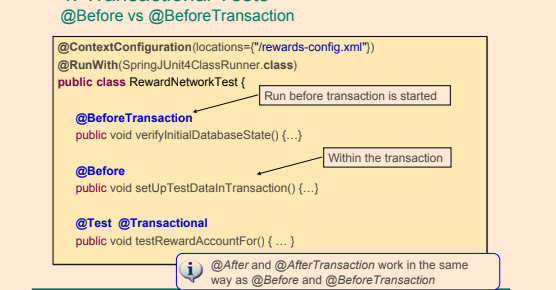 @Before vs @BeforeTransaction
@ContextConfiguration(locations={"/rewards-config.xml"})
@RunWith(SpringJUnit4ClassRunner.class)
public class RewardNetworkTest {
Run before transaction is started
@BeforeTransaction
public void verifyInitialDatabaseState() {…}
Within the transaction
@Before
public void setUpTestDataInTransaction() {…}
@Test @Transactional
public void testRewardAccountFor() { … }
@After and @AfterTransaction work in the same
way as @Before and @BeforeTransaction